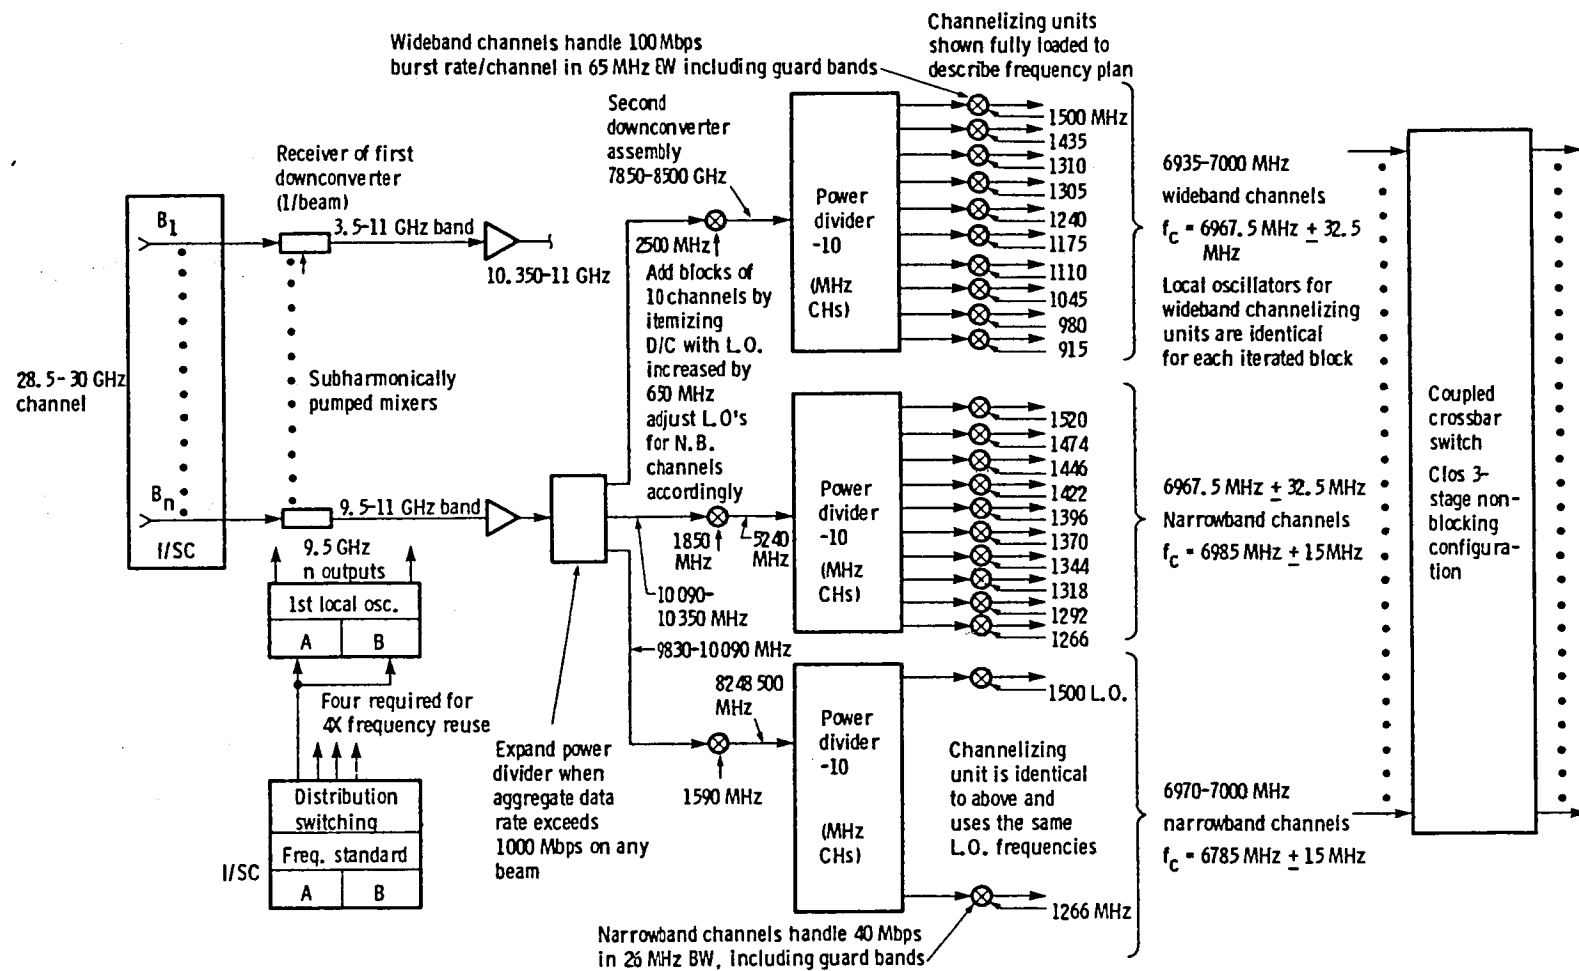 Wideband channels handle 100 Mbps
burst rate/channel in 65 MHz BW including guard bands
Channelizing units
shown fully loaded to
describe frequency plan
Second
downconverter
assembly
7850-8500 GHz
Receiver of first
downconverter
(1/beam)
B1
3.5-11 GHz band
10.350-11 GHz
28.5-30 GHz
channel
Subharmonically
pumped mixers
Bn
I/SC
9.5-11 GHz band
9.5 GHz
n outputs
1st local osc.
A
B
Four required for
4X frequency reuse
Distribution
switching
Freq. standard
I/SC
A
B
Expand power
divider when
aggregate data
rate exceeds
1000 Mbps on any
beam
2500 MHz
Add blocks of
10 channels by
itemizing
D/C with L.O.
increased by
650 MHz
adjust L.O's
for N.B.
channels
accordingly
1850
MHz
5240
MHz
10 090-
10 350 MHz
9830-10 090 MHz
8248 500
MHz
1590 MHz
Power
divider
-10
(MHz
CHs)
1500 MHz
1435
1310
1305
1240
1175
1110
1045
980
915
Power
divider
-10
(MHz
CHs)
1520
1474
1446
1422
1396
1370
1344
1318
1292
1266
Power
divider
-10
(MHz
CHs)
1500 L.O.
Channelizing
unit is identical
to above and
uses the same
L.O. frequencies
1266 MHz
Narrowband channels handle 40 Mbps
in 26 MHz BW, including guard bands
6935-7000 MHz
wideband channels
fc = 6967.5 MHz ± 32.5
MHz
Local oscillators for
wideband channelizing
units are identical
for each iterated block
6967.5 MHz ± 32.5 MHz
Narrowband channels
fc = 6985 MHz ± 15 MHz
6970-7000 MHz
narrowband channels
fc = 6785 MHz ± 15 MHz
Coupled
crossbar
switch
Clos 3-
stage non-
blocking
configura-
tion